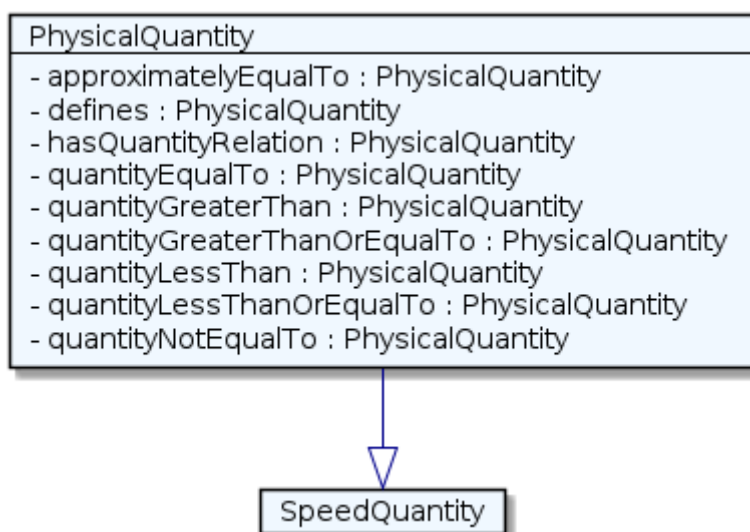 PhysicalQuantity
- approximatelyEqualTo : PhysicalQuantity
- defines : PhysicalQuantity
- hasQuantityRelation : PhysicalQuantity
- quantityEqualTo : PhysicalQuantity
- quantityGreaterThan : PhysicalQuantity
- quantityGreaterThanOrEqualTo : PhysicalQuantity
- quantityLessThan : PhysicalQuantity
- quantityLessThanOrEqualTo : PhysicalQuantity
- quantityNotEqualTo : PhysicalQuantity
SpeedQuantity